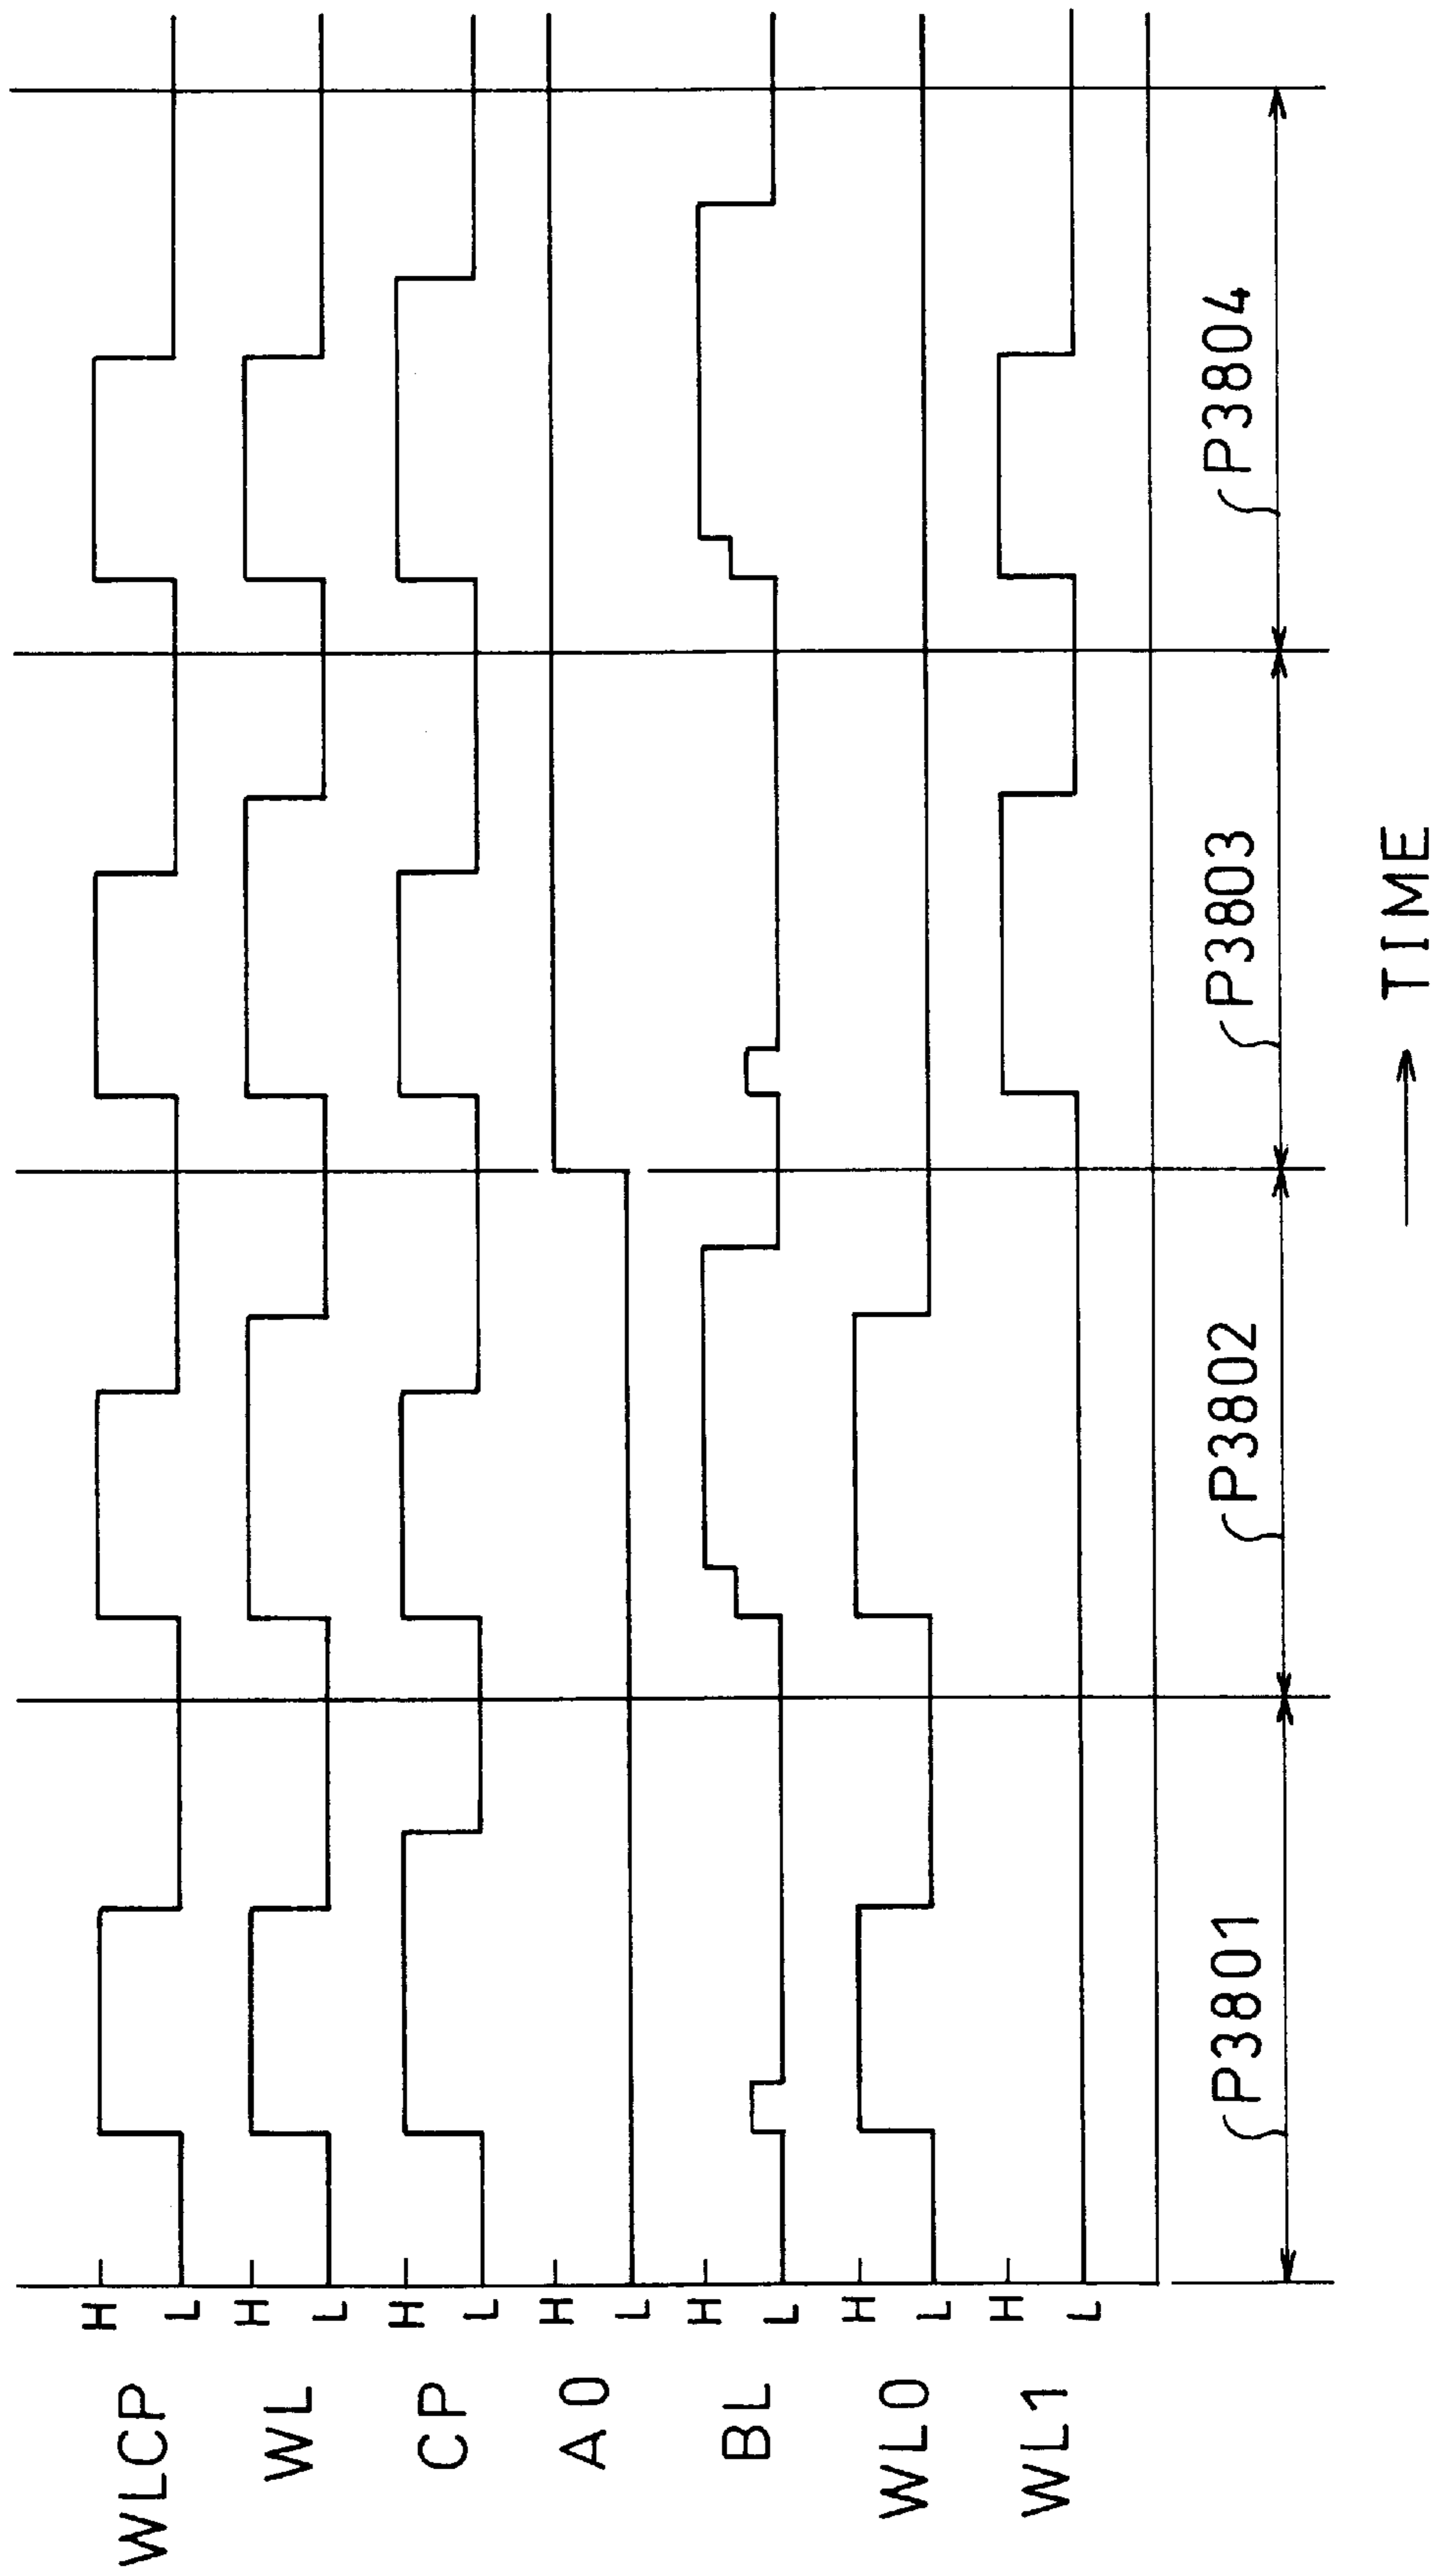 WLCP H
L
WL H
L
CP H
L
A0 H
L
BL H
L
WL0 H
L
WL1 H
L
P3801 P3802 P3803 P3804
→ TIME